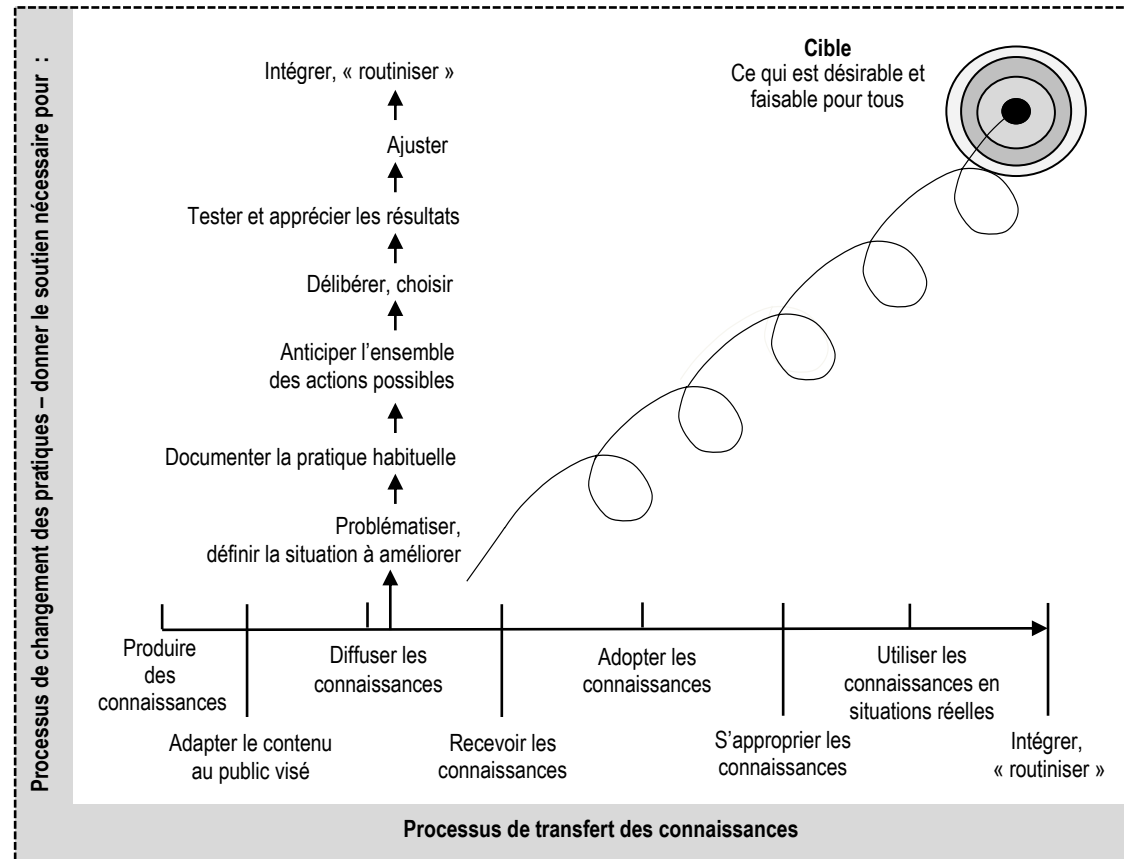 Processus de changement des pratiques – donner le soutien nécessaire pour :
Cible
Ce qui est désirable et
faisable pour tous
Intégrer, « routiniser »
Ajuster
Tester et apprécier les résultats
Délibérer, choisir
Anticiper l'ensemble
des actions possibles
Documenter la pratique habituelle
Problématiser,
définir la situation à améliorer
Produire
des
connaissances
Adapter le contenu
au public visé
Diffuser les
connaissances
Recevoir les
connaissances
Adopter les
connaissances
S'approprier les
connaissances
Utiliser les
connaissances en
situations réelles
Intégrer,
« routiniser »
Processus de transfert des connaissances